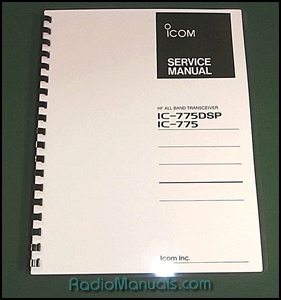 ICOM
SERVICE
MANUAL
HF ALL BAND TRANSCEIVER
IC-775DSP
IC-775
Icom Inc.
RadioManuals.com